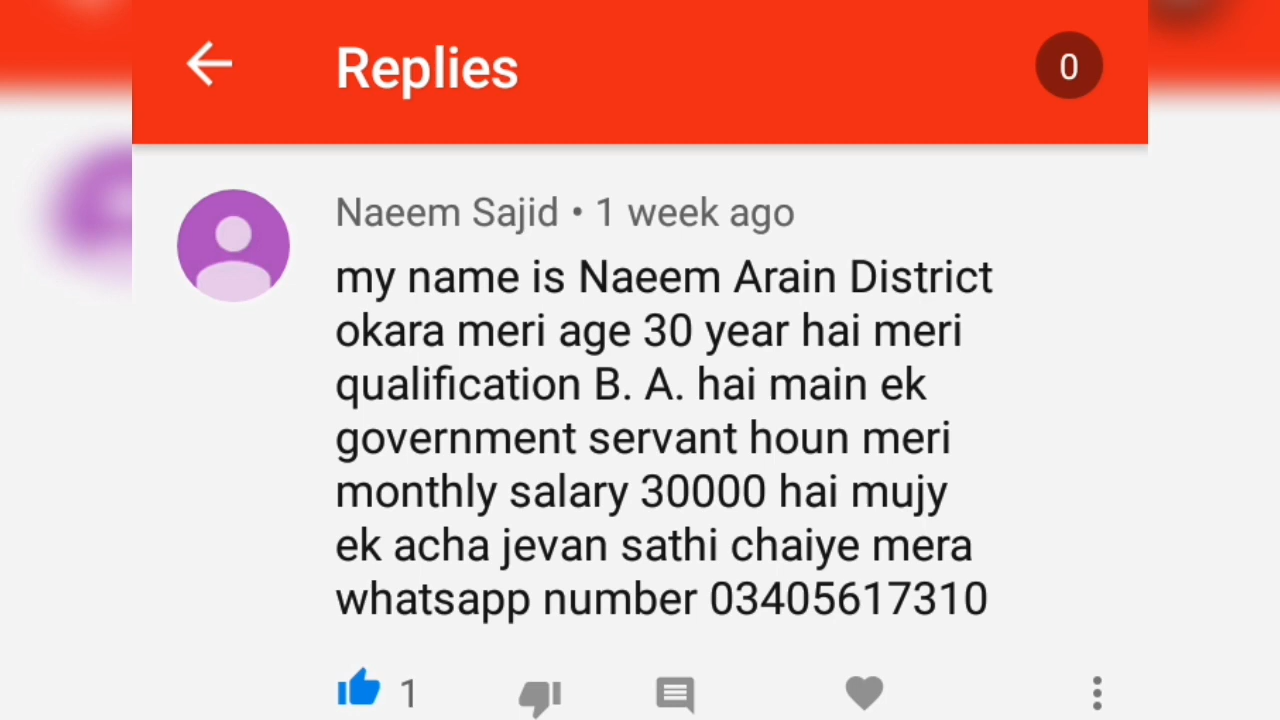 Replies
0
Naeem Sajid • 1 week ago
my name is Naeem Arain District
okara meri age 30 year hai meri
qualification B. A. hai main ek
government servant houn meri
monthly salary 30000 hai mujy
ek acha jevan sathi chaiye mera
whatsapp number 03405617310
1